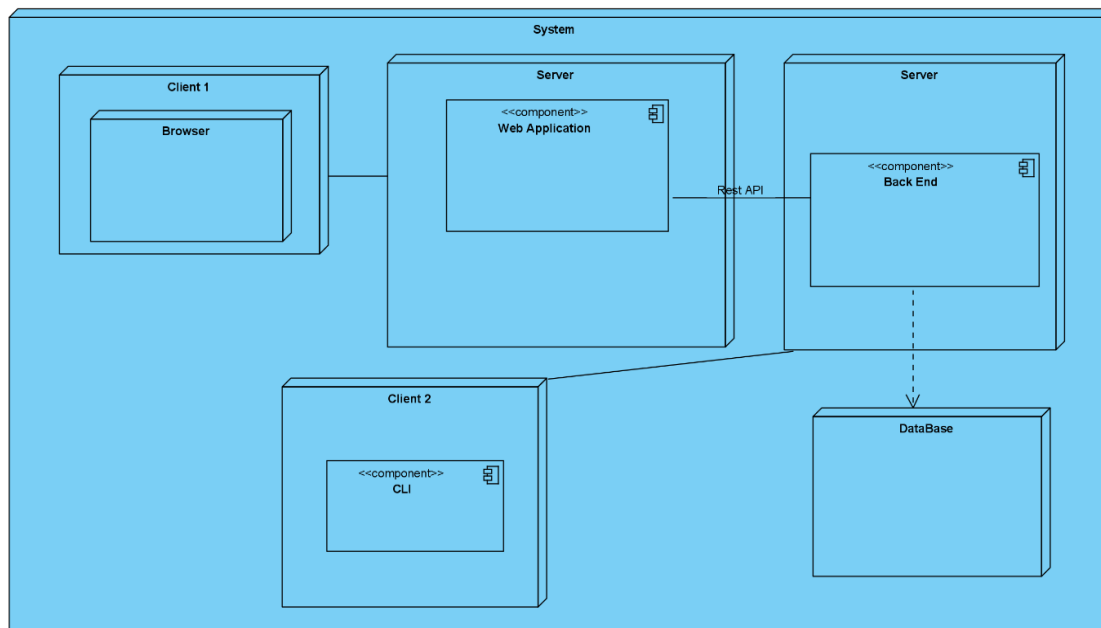 System
Client 1
Browser
Server
<<component>>
Web Application
Rest API
Server
<<component>>
Back End
Client 2
<<component>>
CLI
DataBase